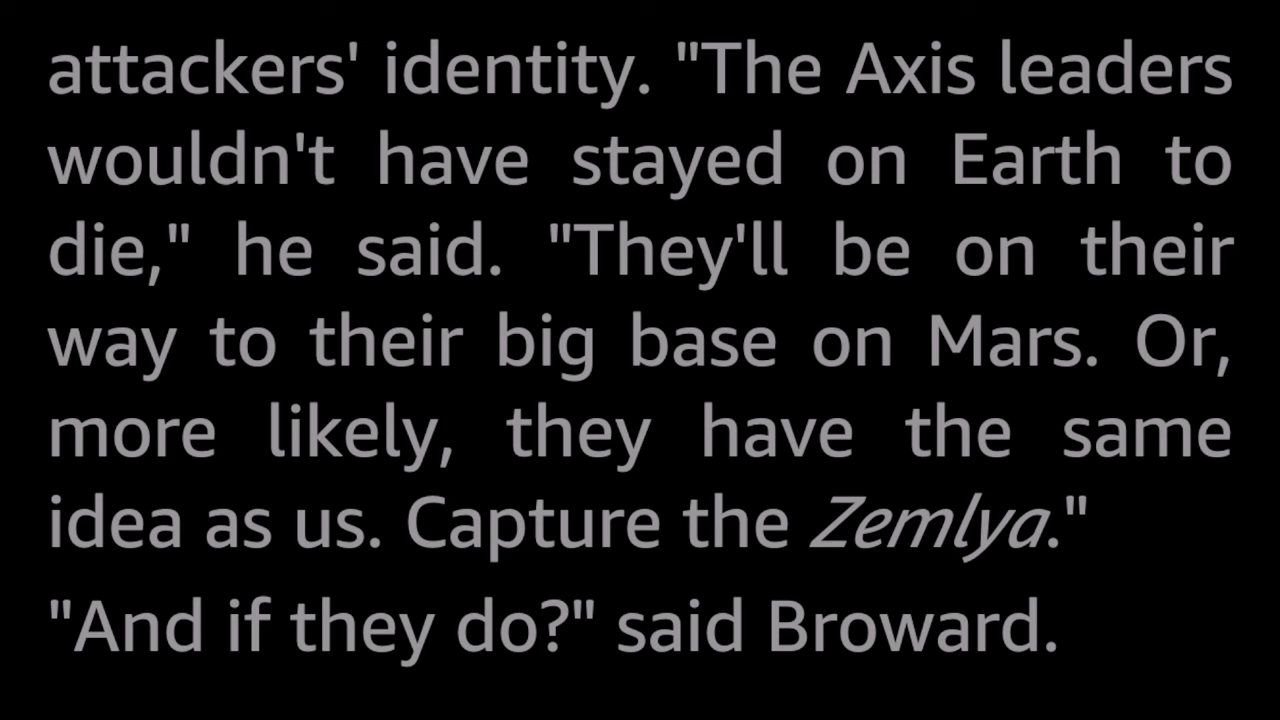 attackers' identity. "The Axis leaders
wouldn't have stayed on Earth to
die," he said. "They'll be on their
way to their big base on Mars. Or,
more likely, they have the same
idea as us. Capture the Zemlya."
"And if they do?" said Broward.